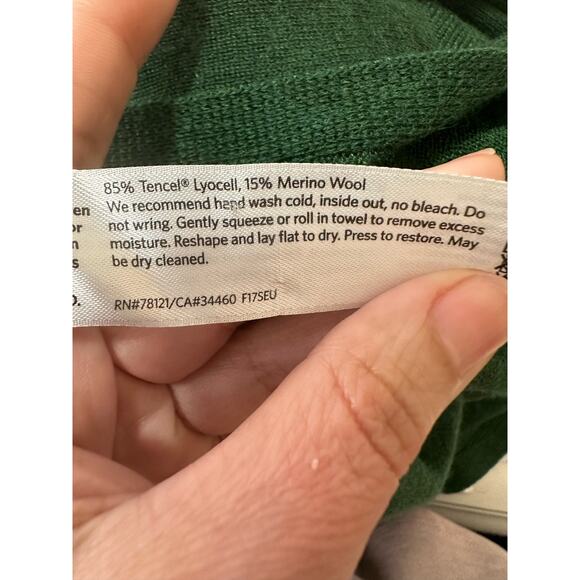 85% Tencel® Lyocell, 15% Merino Wool
We recommend hand wash cold, inside out, no bleach. Do
not wring. Gently squeeze or roll in towel to remove excess
moisture. Reshape and lay flat to dry. Press to restore. May
be dry cleaned.
RN#78121/CA#34460 F17SEU